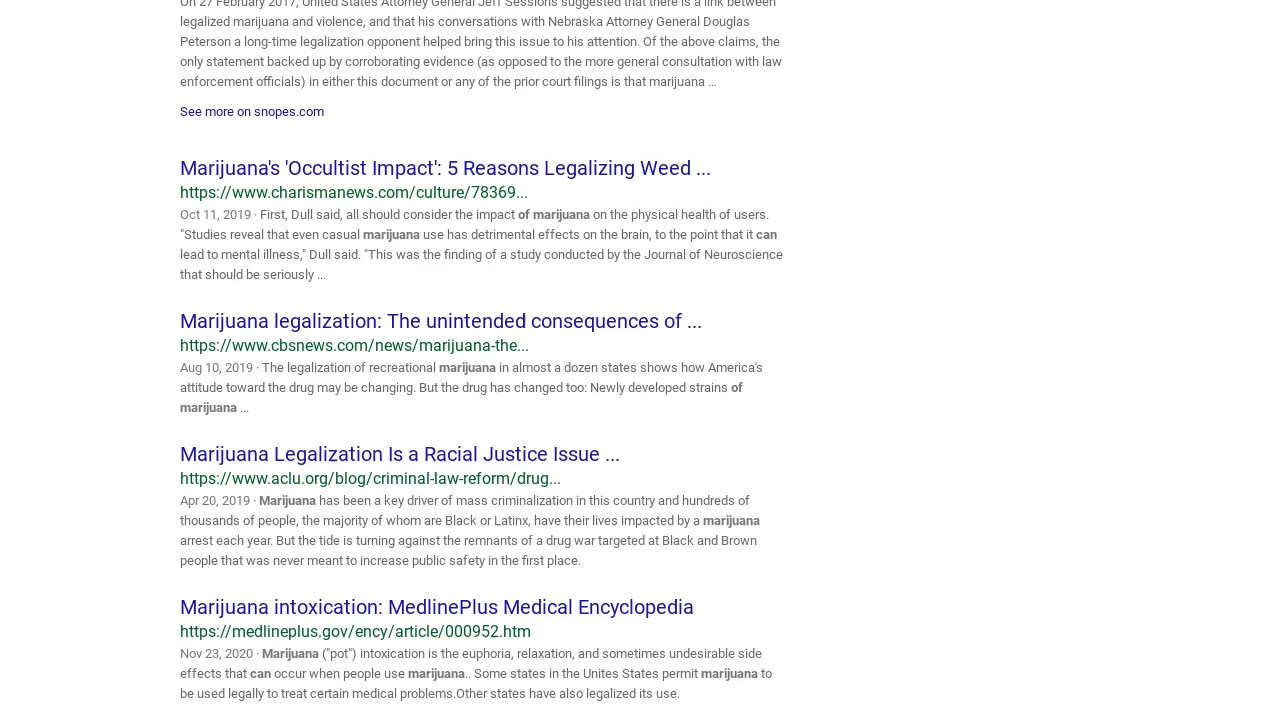 On 27 February 2017, United States Attorney General Jeff Sessions suggested that there is a link between
legalized marijuana and violence, and that his conversations with Nebraska Attorney General Douglas
Peterson a long-time legalization opponent helped bring this issue to his attention. Of the above claims, the
only statement backed up by corroborating evidence (as opposed to the more general consultation with law
enforcement officials) in either this document or any of the prior court filings is that marijuana …
See more on snopes.com
Marijuana's 'Occultist Impact': 5 Reasons Legalizing Weed ...
https://www.charismanews.com/culture/78369...
Oct 11, 2019 · First, Dull said, all should consider the impact of marijuana on the physical health of users.
"Studies reveal that even casual marijuana use has detrimental effects on the brain, to the point that it can
lead to mental illness," Dull said. "This was the finding of a study conducted by the Journal of Neuroscience
that should be seriously ...
Marijuana legalization: The unintended consequences of ...
https://www.cbsnews.com/news/marijuana-the...
Aug 10, 2019 · The legalization of recreational marijuana in almost a dozen states shows how America's
attitude toward the drug may be changing. But the drug has changed too: Newly developed strains of
marijuana ...
Marijuana Legalization Is a Racial Justice Issue ...
https://www.aclu.org/blog/criminal-law-reform/drug...
Apr 20, 2019 · Marijuana has been a key driver of mass criminalization in this country and hundreds of
thousands of people, the majority of whom are Black or Latinx, have their lives impacted by a marijuana
arrest each year. But the tide is turning against the remnants of a drug war targeted at Black and Brown
people that was never meant to increase public safety in the first place.
Marijuana intoxication: MedlinePlus Medical Encyclopedia
https://medlineplus.gov/ency/article/000952.htm
Nov 23, 2020 · Marijuana ("pot") intoxication is the euphoria, relaxation, and sometimes undesirable side
effects that can occur when people use marijuana.. Some states in the Unites States permit marijuana to
be used legally to treat certain medical problems.Other states have also legalized its use.